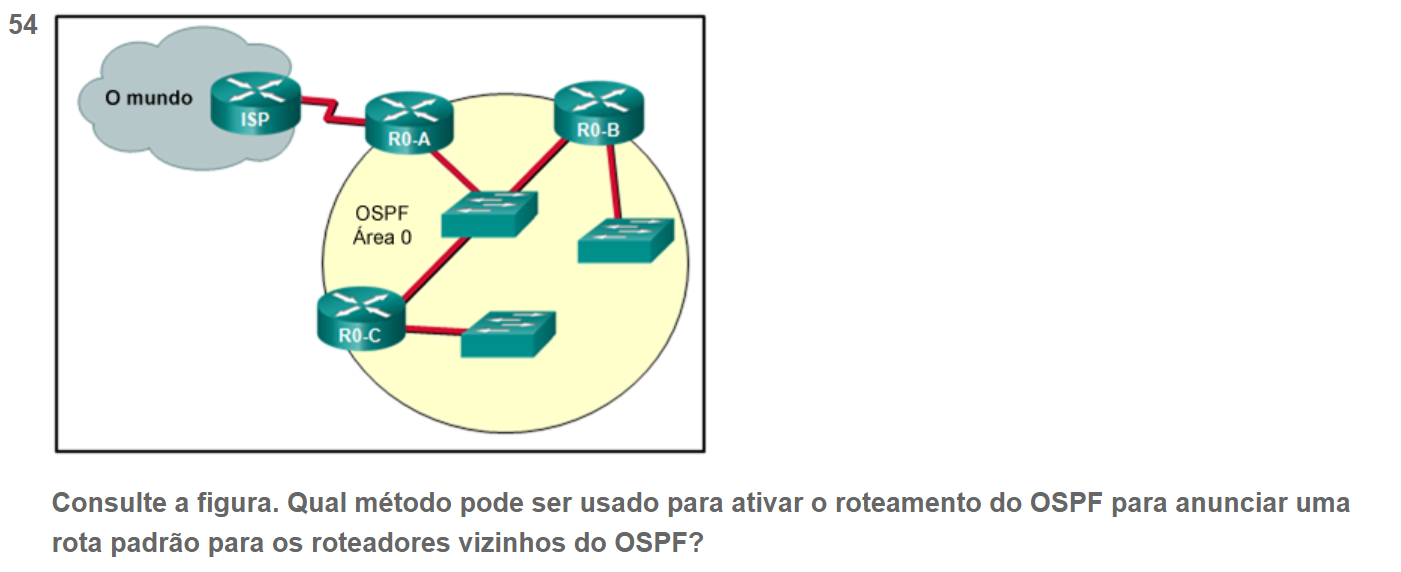 54
O mundo
ISP
R0-A
R0-B
OSPF
Área 0
R0-C
Consulte a figura. Qual método pode ser usado para ativar o roteamento do OSPF para anunciar uma
rota padrão para os roteadores vizinhos do OSPF?